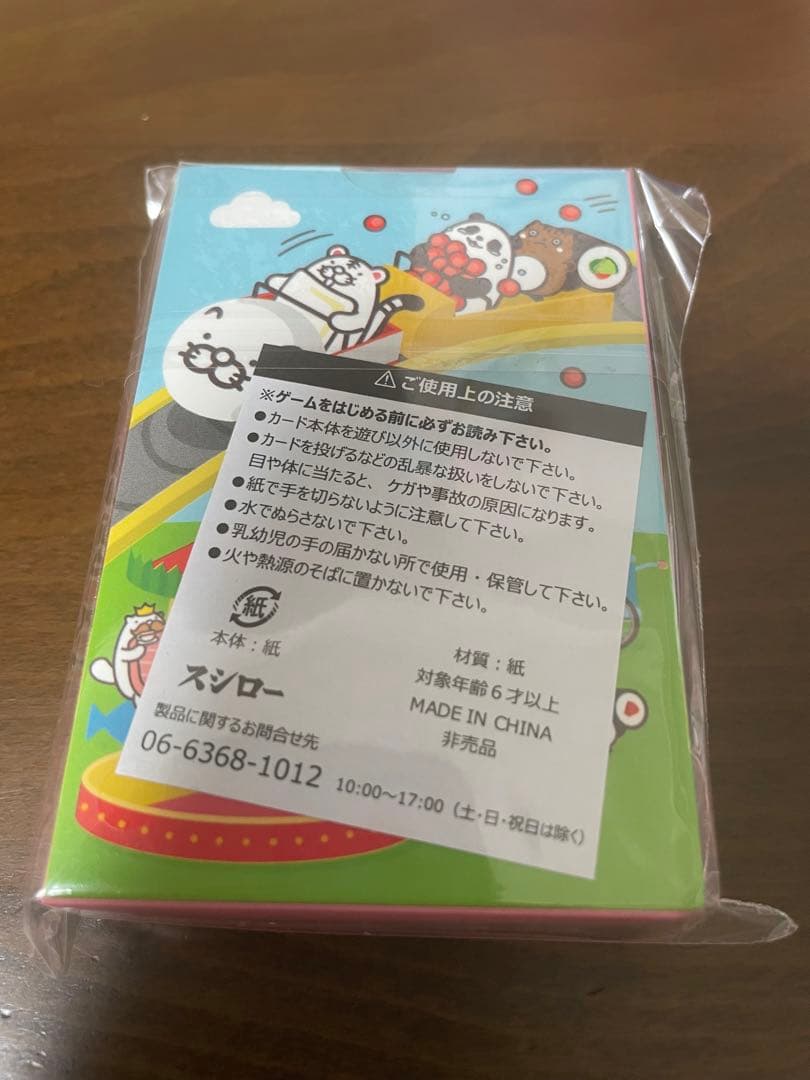 ⚠ご使用上の注意
※ゲームをはじめる前に必ずお読み下さい。
●カード本体を遊び以外に使用しないで下さい。
●カードを投げるなどの乱暴な扱いをしないで下さい。
目や体に当たると、ケガや事故の原因になります。
●紙で手を切らないように注意して下さい。
●水でぬらさないで下さい。
●乳幼児の手の届かない所で使用・保管して下さい。
●火や熱源のそばに置かないで下さい。
紙
本体：紙
スシロー
材質：紙
対象年齢6才以上
MADE IN CHINA
非売品
製品に関するお問合せ先
06-6368-1012 10:00～17:00（土・日・祝日は除く）